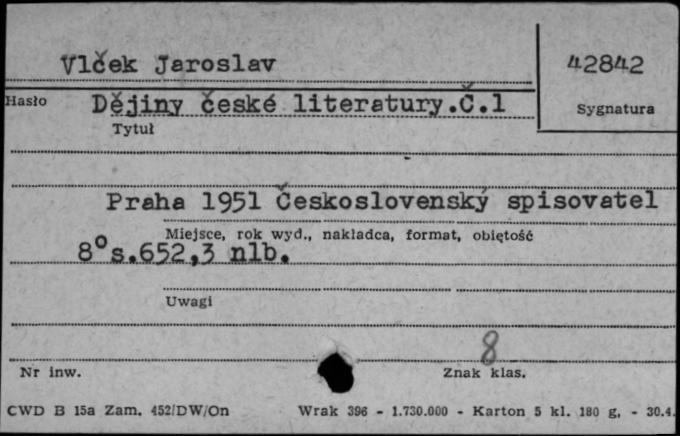 Vlček Jaroslav
42842
Hasło
Dějiny české literatury.Č.1
Sygnatura
Tytuł
Praha 1951 Československý spisovatel
Miejsce, rok wyd., nakładca, format, obiętość
8° s.652,3 nlb.
Uwagi
8
Nr inw.
Znak klas.
CWD B 15a Zam. 452/DW/On Wrak 396 - 1.730.000 - Karton 5 kl. 180 g. - 30.4.